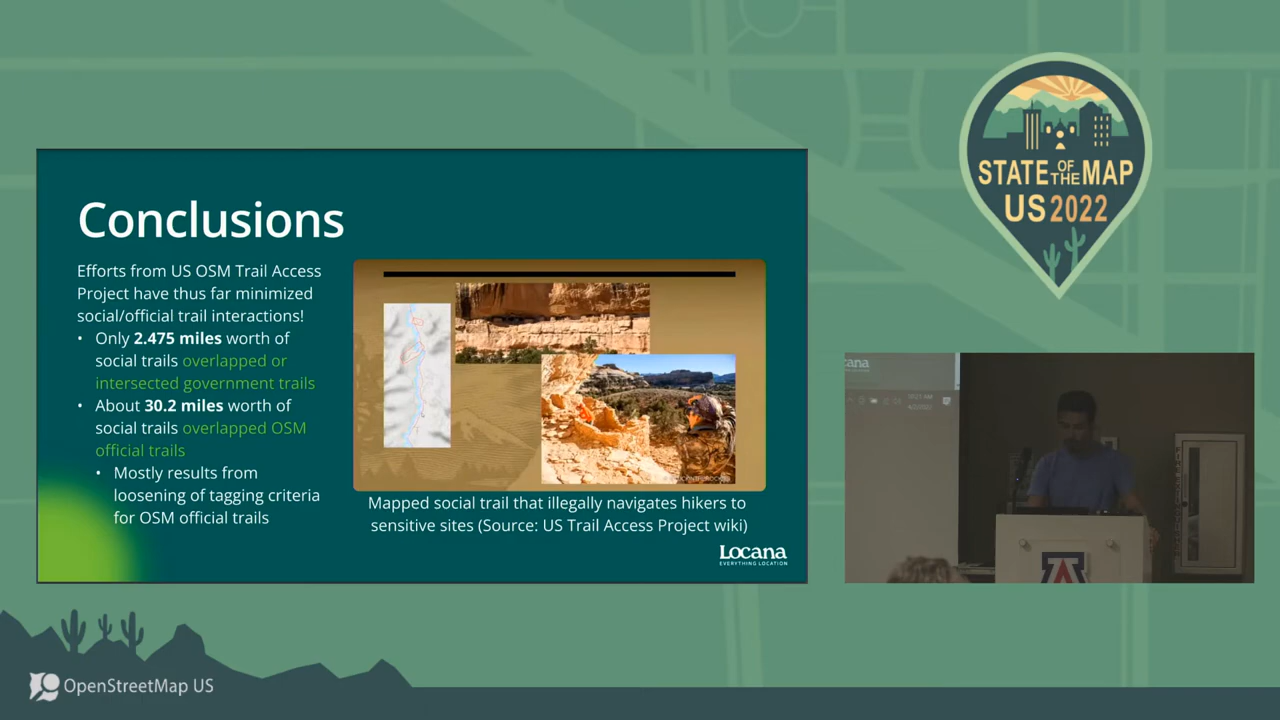 Conclusions
Efforts from US OSM Trail Access
Project have thus far minimized
social/official trail interactions!
• Only 2.475 miles worth of
social trails overlapped or
intersected government trails
• About 30.2 miles worth of
social trails overlapped OSM
official trails
• Mostly results from
loosening of tagging criteria
for OSM official trails
Mapped social trail that illegally navigates hikers to
sensitive sites (Source: US Trail Access Project wiki)
Locana
EVERYTHING LOCATION
STATE OF THE MAP
US 2022
ana
A
OpenStreetMap US